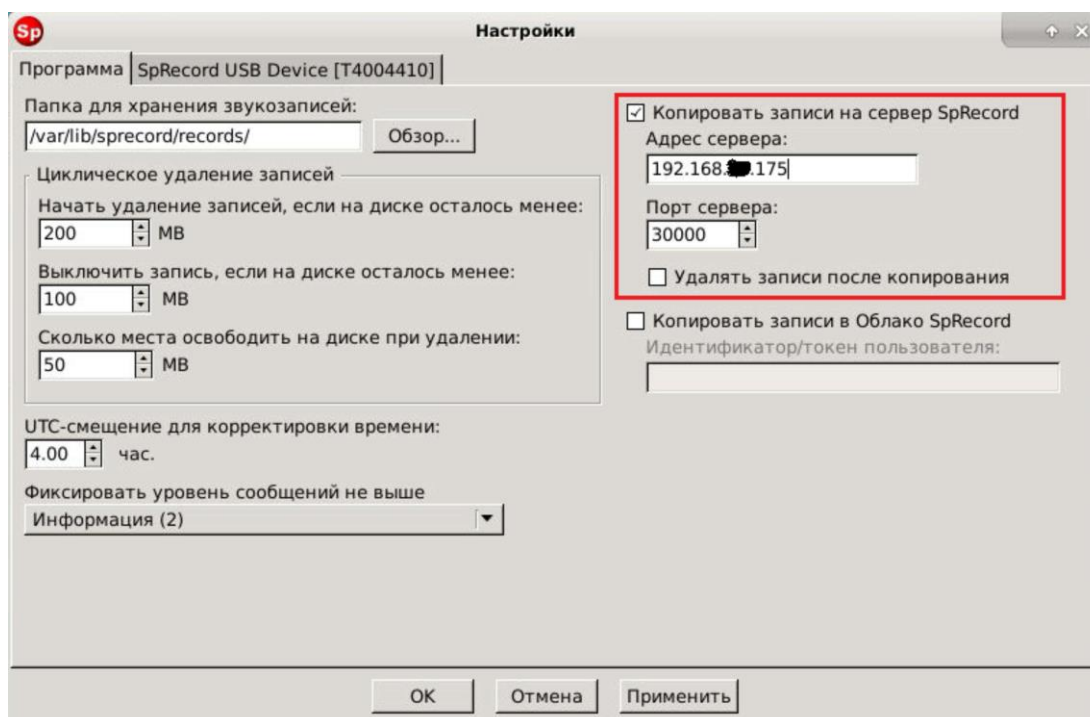 Sp
Настройки
Программа
SpRecord USB Device [T4004410]
Папка для хранения звукозаписей:
/var/lib/sprecord/records/
Обзор...
Циклическое удаление записей
Начать удаление записей, если на диске осталось менее:
200 MB
Выключить запись, если на диске осталось менее:
100 MB
Сколько места освободить на диске при удалении:
50 MB
UTC-смещение для корректировки времени:
4.00 час.
Фиксировать уровень сообщений не выше
Информация (2)
Копировать записи на сервер SpRecord
Адрес сервера:
192.168. .175
Порт сервера:
30000
Удалять записи после копирования
Копировать записи в Облако SpRecord
Идентификатор/токен пользователя:
OK
Отмена
Применить